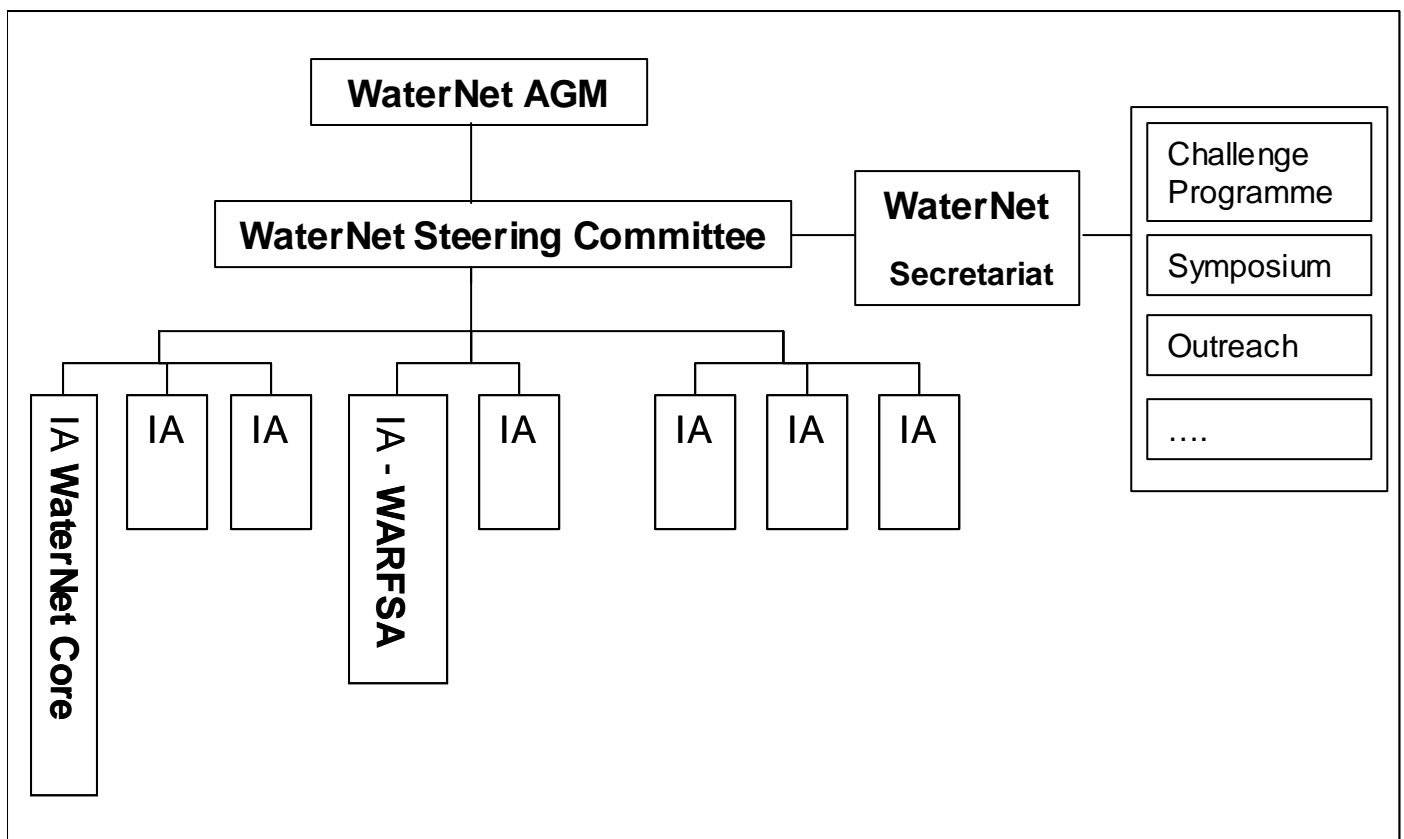 WaterNet AGM
WaterNet Steering Committee
WaterNet
Secretariat
Challenge
Programme
Symposium
Outreach
....
IA WaterNet Core
IA
IA
IA - WARFSA
IA
IA
IA
IA